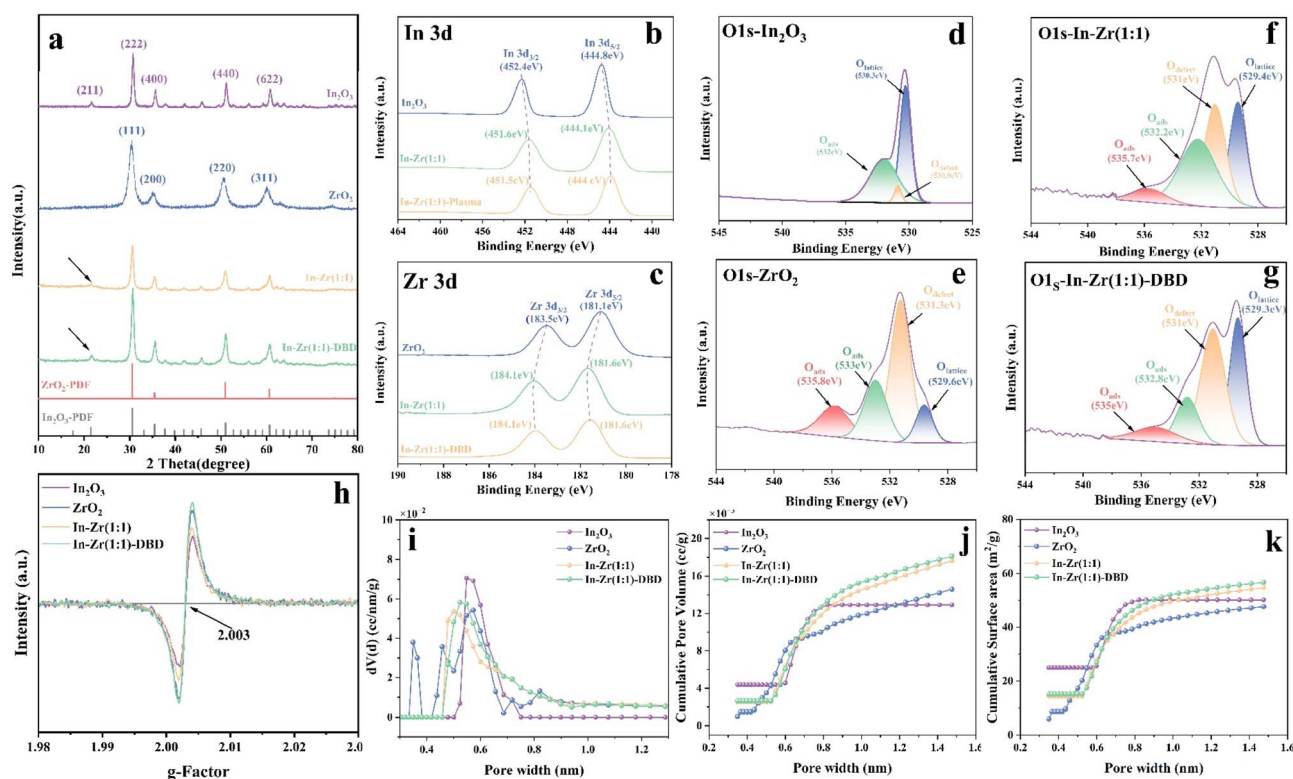 a
(222)
(211)
(400)
(440)
(622)
In₂O₃
(111)
(200)
(220)
(311)
ZrO₂
In-Zr(1:1)
In-Zr(1:1)-DBD
ZrO₂-PDF
In₂O₃-PDF
10 20 30 40 50 60 70 80
2 Theta(degree)
Intensity(a.u.)
In 3d
b
In 3d3/2
(452.4eV)
In 3d5/2
(444.8eV)
In₂O₃
(451.6eV)
(444.1eV)
In-Zr(1:1)
(451.5eV)
(444 eV)
In-Zr(1:1)-Plasma
464 460 456 452 448 444 440
Binding Energy (eV)
Intensity (a.u.)
Zr 3d
c
Zr 3d3/2
(183.5eV)
Zr 3d5/2
(181.1eV)
ZrO₂
(184.1eV)
(181.6eV)
In-Zr(1:1)
(184.1eV)
(181.6eV)
In-Zr(1:1)-DBD
190 188 186 184 182 180 178
Binding Energy (eV)
Intensity (a.u.)
O1s-In₂O₃
d
Olattice
(530.3eV)
Oads
(532eV)
Odefect
(530.9eV)
545 540 535 530 525
Binding Energy (eV)
Intensity (a.u.)
O1s-ZrO₂
e
Odefect
(531.3eV)
Oads
(533eV)
Oads
(535.8eV)
Olattice
(529.6eV)
544 540 536 532 528
Binding Energy (eV)
Intensity (a.u.)
O1s-In-Zr(1:1)
f
Odefect
(531eV)
Olattice
(529.4eV)
Oads
(532.2eV)
Oads
(535.7eV)
545 540 535 530
Binding Energy (eV)
Intensity (a.u.)
O1s-In-Zr(1:1)-DBD
g
Olattice
(529.3eV)
Odefect
(531eV)
Oads
(532.8eV)
Oads
(535eV)
544 540 536 532 528
Binding Energy (eV)
Intensity (a.u.)
h
In₂O₃
ZrO₂
In-Zr(1:1)
In-Zr(1:1)-DBD
2.003
1.98 1.99 2.00 2.01 2.02 2.0
g-Factor
Intensity (a.u.)
i
×10⁻²
10
8
6
4
2
0
In₂O₃
ZrO₂
In-Zr(1:1)
In-Zr(1:1)-DBD
0.4 0.6 0.8 1.0 1.2
Pore width (nm)
dV(d) (cc/nm/g)
j
24
20
16
12
8
4
0
In₂O₃
ZrO₂
In-Zr(1:1)
In-Zr(1:1)-DBD
0.2 0.4 0.6 0.8 1.0 1.2 1.4 1.6
Pore width (nm)
Cumulative Pore Volume (cc/g)
k
100
80
60
40
20
0
In₂O₃
ZrO₂
In-Zr(1:1)
In-Zr(1:1)-DBD
0.2 0.4 0.6 0.8 1.0 1.2 1.4 1.6
Pore width (nm)
Cumulative Surface area (m²/g)